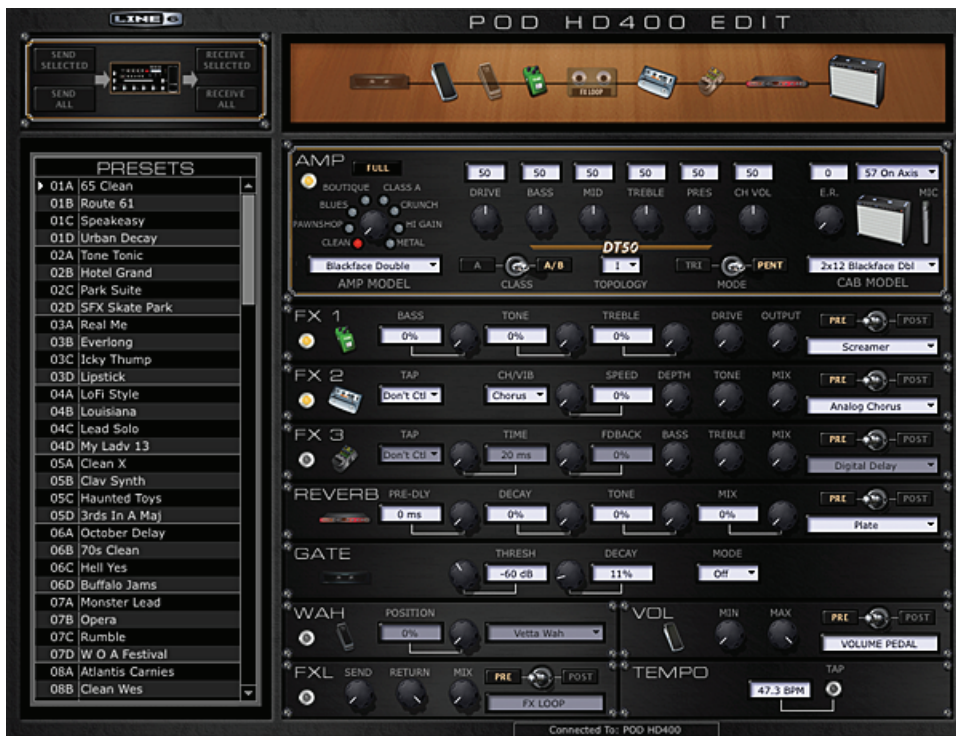 LINE 6
POD HD400 EDIT
SEND SELECTED
RECEIVE SELECTED
SEND ALL
RECEIVE ALL
FX LOOP
PRESETS
01A 65 Clean
01B Route 61
01C Speakeasy
01D Urban Decay
02A Tone Tonic
02B Hotel Grand
02C Park Suite
02D SFX Skate Park
03A Real Me
03B Everlong
03C Icky Thump
03D Lipstick
04A LoFi Style
04B Louisiana
04C Lead Solo
04D My Lady 13
05A Clean X
05B Clav Synth
05C Haunted Toys
05D 3rds In A Maj
06A October Delay
06B 70s Clean
06C Hell Yes
06D Buffalo Jams
07A Monster Lead
07B Opera
07C Rumble
07D W O A Festival
08A Atlantis Carnies
08B Clean Wes
AMP FULL
50 50 50 50 50 50 0 57 On Axis
DRIVE BASS MID TREBLE PRES CH VOL E.R. MIC
BOUTIQUE CLASS A
BLUES CRUNCH
PAWNSHOP HI GAIN
CLEAN METAL
DT50
Blackface Double A A/B 1 TRI PENT 2x12 Blackface Dbl
AMP MODEL CLASS TOPOLOGY MODE CAB MODEL
FX 1 BASS TONE TREBLE DRIVE OUTPUT PRE POST
0% 0% 0% Screamer
FX 2 TAP CH/VIB SPEED DEPTH TONE MIX PRE POST
Don't Ctl Chorus 0% Analog Chorus
FX 3 TAP TIME FDBACK BASS TREBLE MIX PRE POST
Don't Ctl 20 ms 0% Digital Delay
REVERB PRE-DLY DECAY TONE MIX PRE POST
0 ms 0% 0% 0% Plate
GATE THRESH DECAY MODE
-60 dB 11% Off
WAH POSITION
0% Vetta Wah
VOL MIN MAX PRE POST
VOLUME PEDAL
FXL SEND RETURN MIX PRE POST
FX LOOP
TEMPO TAP
47.3 BPM
Connected To: POD HD400